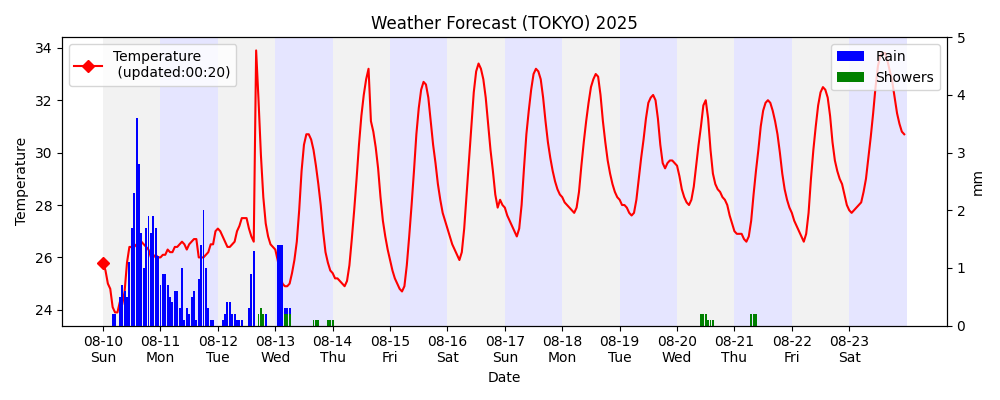 Weather Forecast (TOKYO) 2025
Temperature
(updated:00:20)
Rain
Showers
34
32
30
28
26
24
Temperature
5
4
3
2
1
0
mm
08-10 08-11 08-12 08-13 08-14 08-15 08-16 08-17 08-18 08-19 08-20 08-21 08-22 08-23
Sun Mon Tue Wed Thu Fri Sat Sun Mon Tue Wed Thu Fri Sat
Date